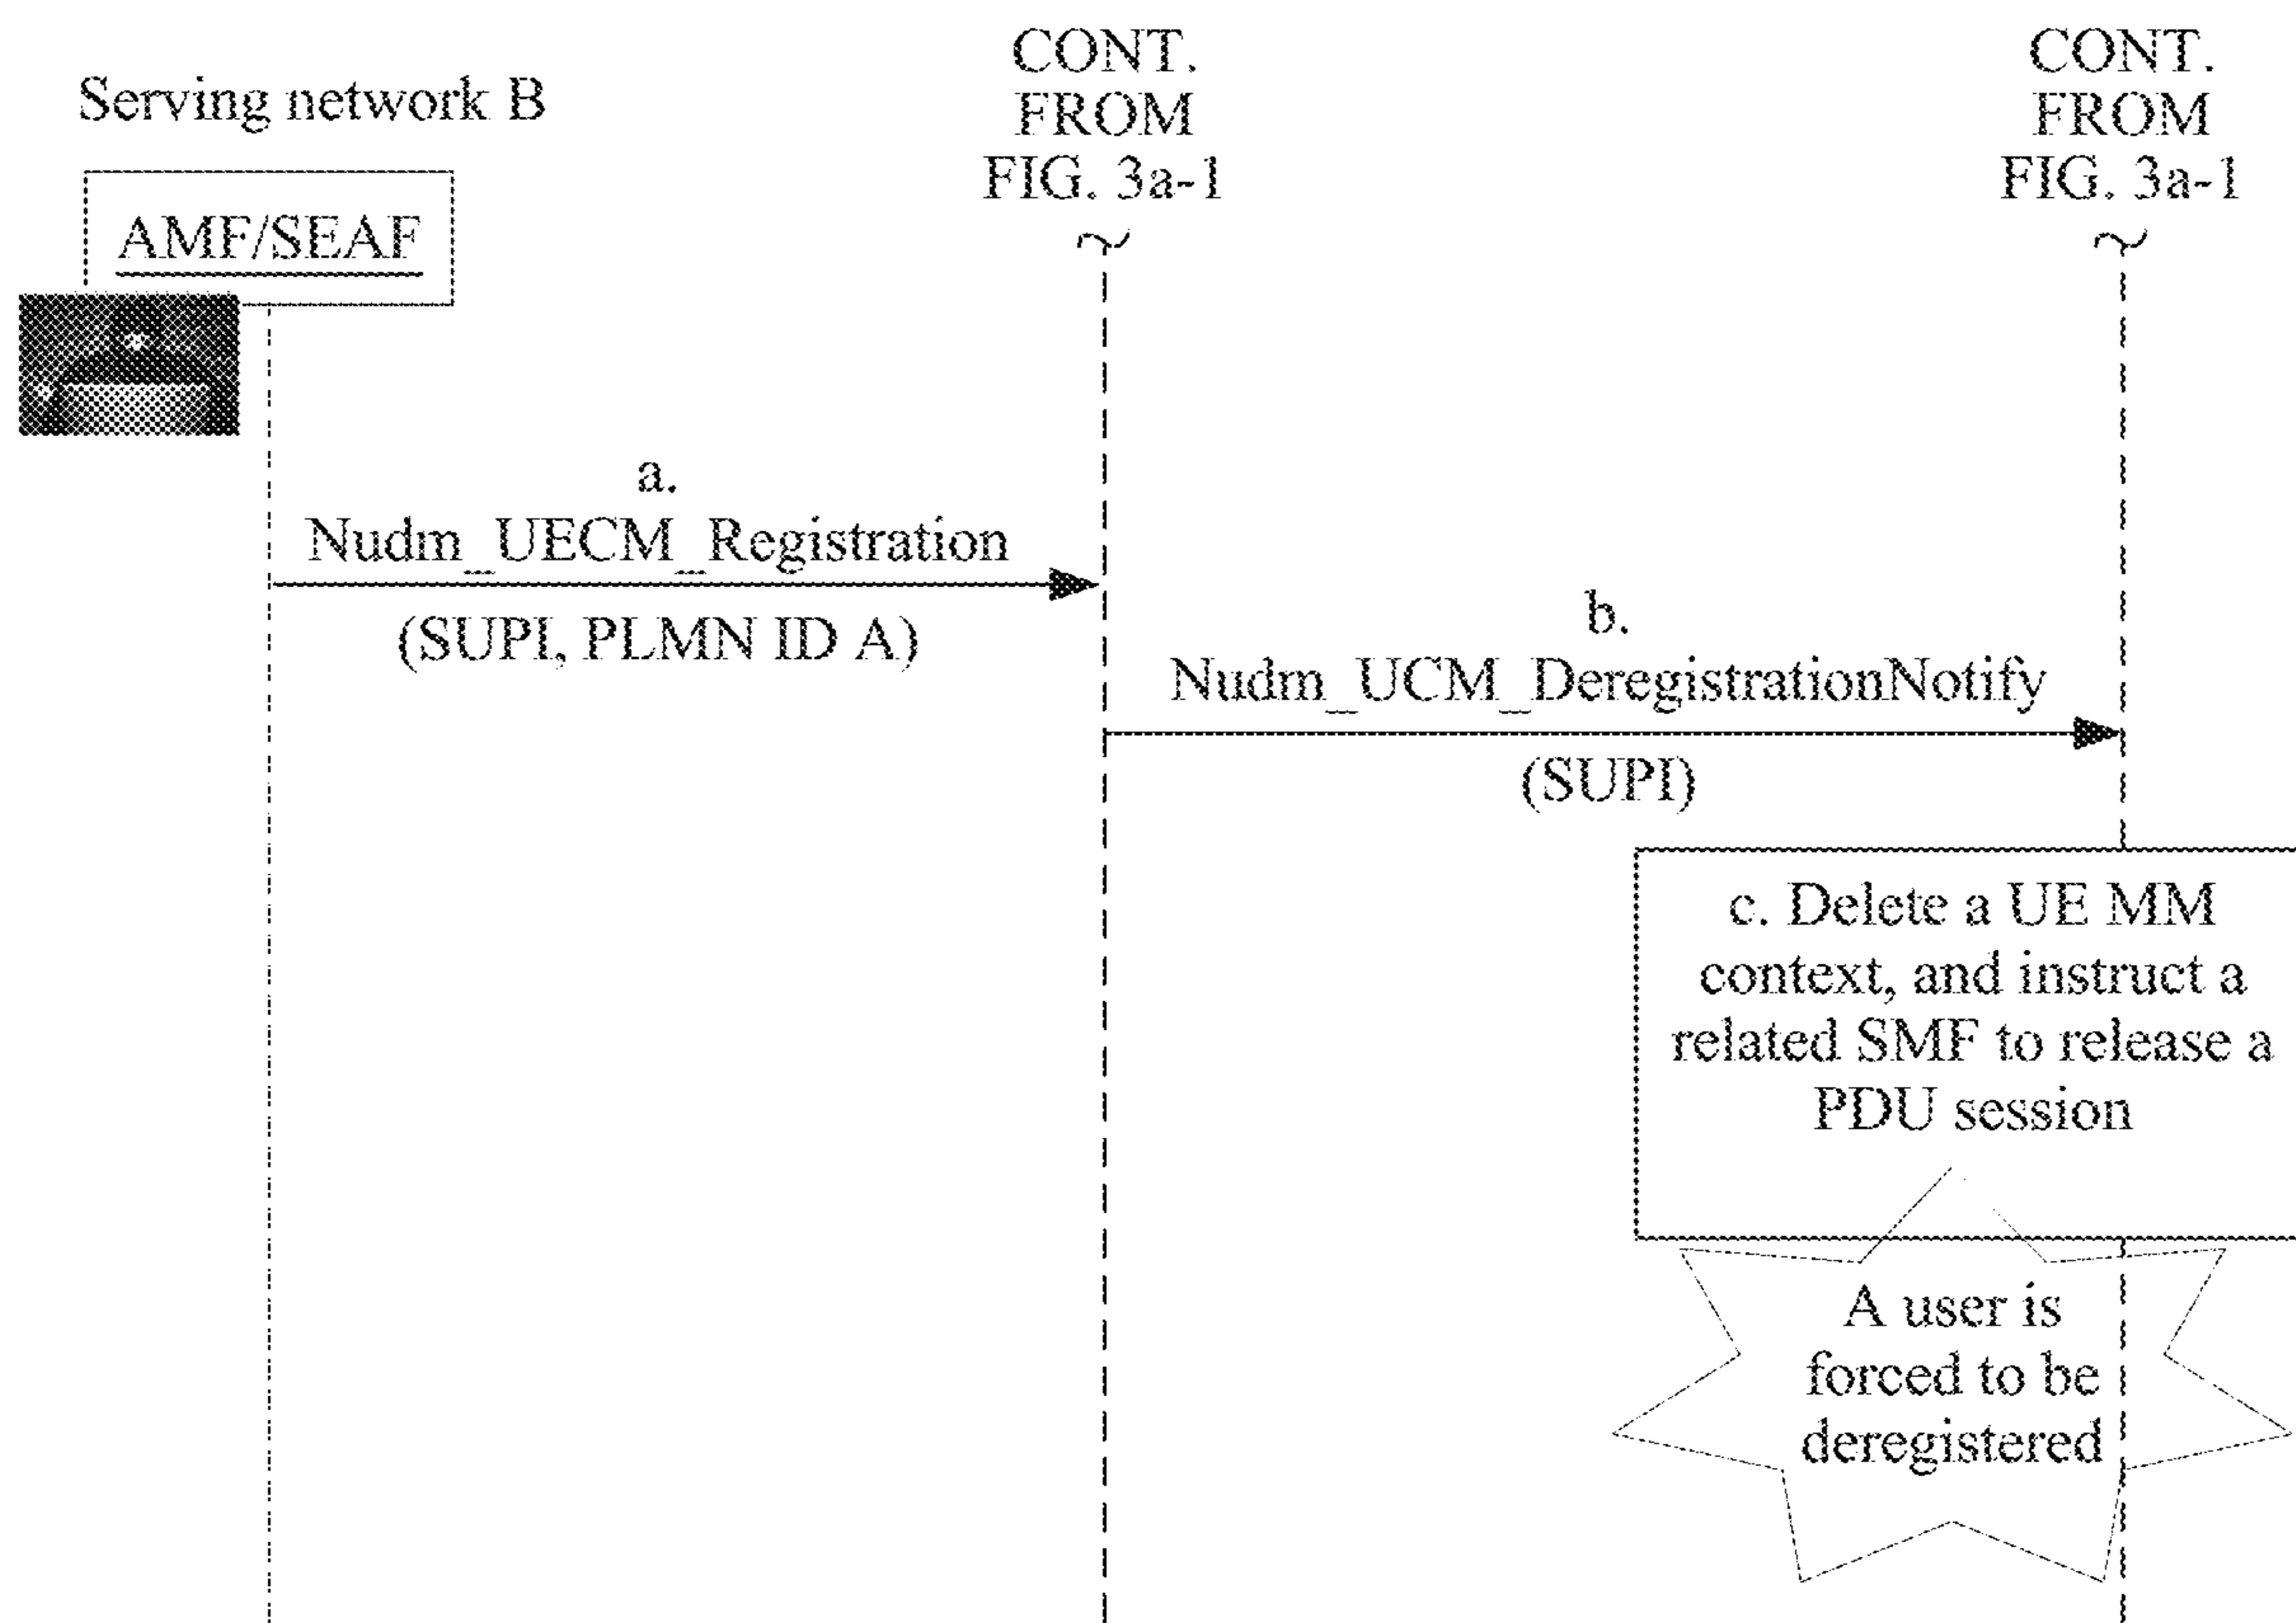 CONT.
FROM
FIG. 3a-1
CONT.
FROM
FIG. 3a-1
Serving network B
AMF/SEAF
a.
Nudm_UECM_Registration
(SUPI, PLMN ID A)
b.
Nudm_UCM_DeregistrationNotify
(SUPI)
c. Delete a UE MM
context, and instruct a
related SMF to release a
PDU session
A user is
forced to be
deregistered